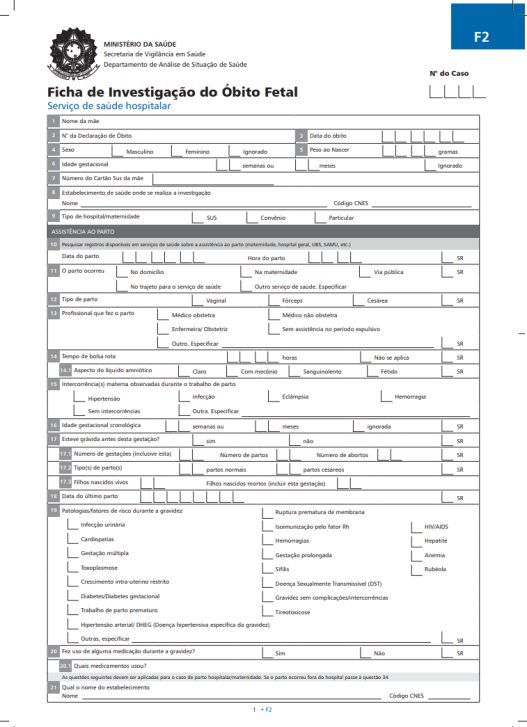 F2
MINISTÉRIO DA SAÚDE
Secretaria de Vigilância em Saúde
Departamento de Análise de Situação de Saúde
N° do Caso
Ficha de Investigação do Óbito Fetal
Serviço de saúde hospitalar
1 Nome da mãe
2 N° da Declaração de Óbito 3 Data do óbito
4 Sexo Masculino Feminino Ignorado 5 Peso ao Nascer gramas
6 Idade gestacional semanas ou meses Ignorado
7 Número do Cartão Sus da mãe
8 Estabelecimento de saúde onde se realiza a investigação
Nome Código CNES
9 Tipo de hospital/maternidade SUS Convênio Particular
ASSISTÊNCIA AO PARTO
10 Pesquisar registros disponíveis em serviços de saúde sobre a assistência ao parto (maternidade, hospital geral, UBS, SAMU, etc.)
Data do parto Hora do parto SR
11 O parto ocorreu No domicílio Na maternidade Via pública SR
No trajeto para o serviço de saúde Outro serviço de saúde. Especificar
12 Tipo de parto Vaginal Fórceps Cesárea SR
13 Profissional que fez o parto Médico obstetra Médico não obstetra
Enfermeira/ Obstetriz Sem assistência no período expulsivo
Outro. Especificar SR
14 Tempo de bolsa rota horas Não se aplica SR
14.1 Aspecto do líquido amniótico Claro Com mecônio Sanguinolento Fétido SR
15 Intercorrência(s) materna observadas durante o trabalho de parto
Hipertensão Infecção Eclâmpsia Hemorragia
Sem intercorrências Outra. Especificar
16 Idade gestacional cronológica semanas ou meses ignorada SR
17 Esteve grávida antes desta gestação? sim não SR
17.1 Número de gestações (inclusive esta) Número de partos Número de abortos SR
17.2 Tipo(s) de parto(s) partos normais partos cesáreos SR
17.3 Filhos nascidos vivos Filhos nascidos mortos (incluir esta gestação) SR
18 Data do último parto SR
19 Patologias/fatores de risco durante a gravidez Ruptura prematura de membrana
Infecção urinária Isoimunização pelo fator Rh HIV/AIDS
Cardiopatias Hemorragias Hepatite
Gestação múltipla Gestação prolongada Anemia
Toxoplasmose Sífilis Rubéola
Crescimento intra-uterino restrito Doença Sexualmente Transmissível (DST)
Diabetes/Diabetes gestacional Gravidez sem complicações/intercorrências
Trabalho de parto prematuro Tireotoxicose
Hipertensão arterial/ DHEG (Doença hipertensiva específica da gravidez)
Outras, especificar SR
20 Fez uso de alguma medicação durante a gravidez? Sim Não SR
20.1 Quais medicamentos usou?
As questões seguintes devem ser aplicadas para o caso de parto hospitalar/maternidade. Se o parto ocorreu fora do hospital passe à questão 34
21 Qual o nome do estabelecimento
Nome Código CNES
1 • F2